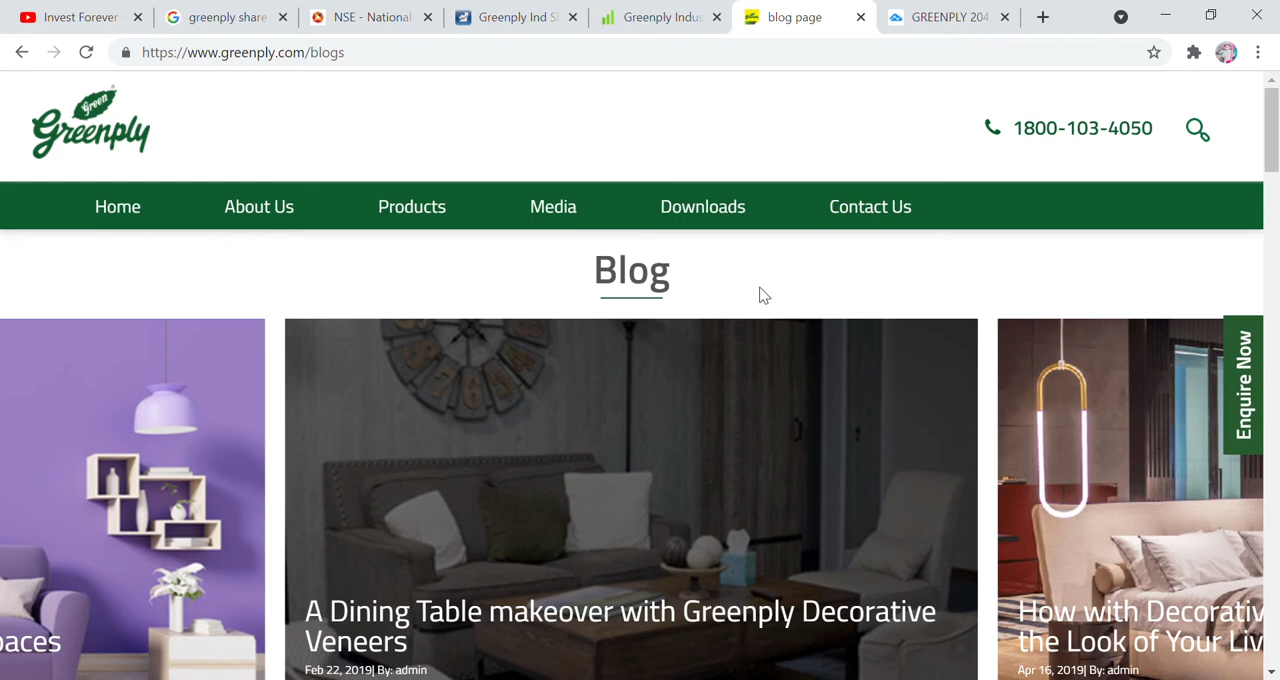 Invest Forever
greenply share
NSE - National
Greenply Ind S
Greenply Indus
blog page
GREENPLY 204
https://www.greenply.com/blogs
Green
Greenply
1800-103-4050
Home
About Us
Products
Media
Downloads
Contact Us
Blog
Enquire Now
paces
A Dining Table makeover with Greenply Decorative
Veneers
Feb 22, 2019| By: admin
How with Decorativ
the Look of Your Liv
Apr 16, 2019| By: admin